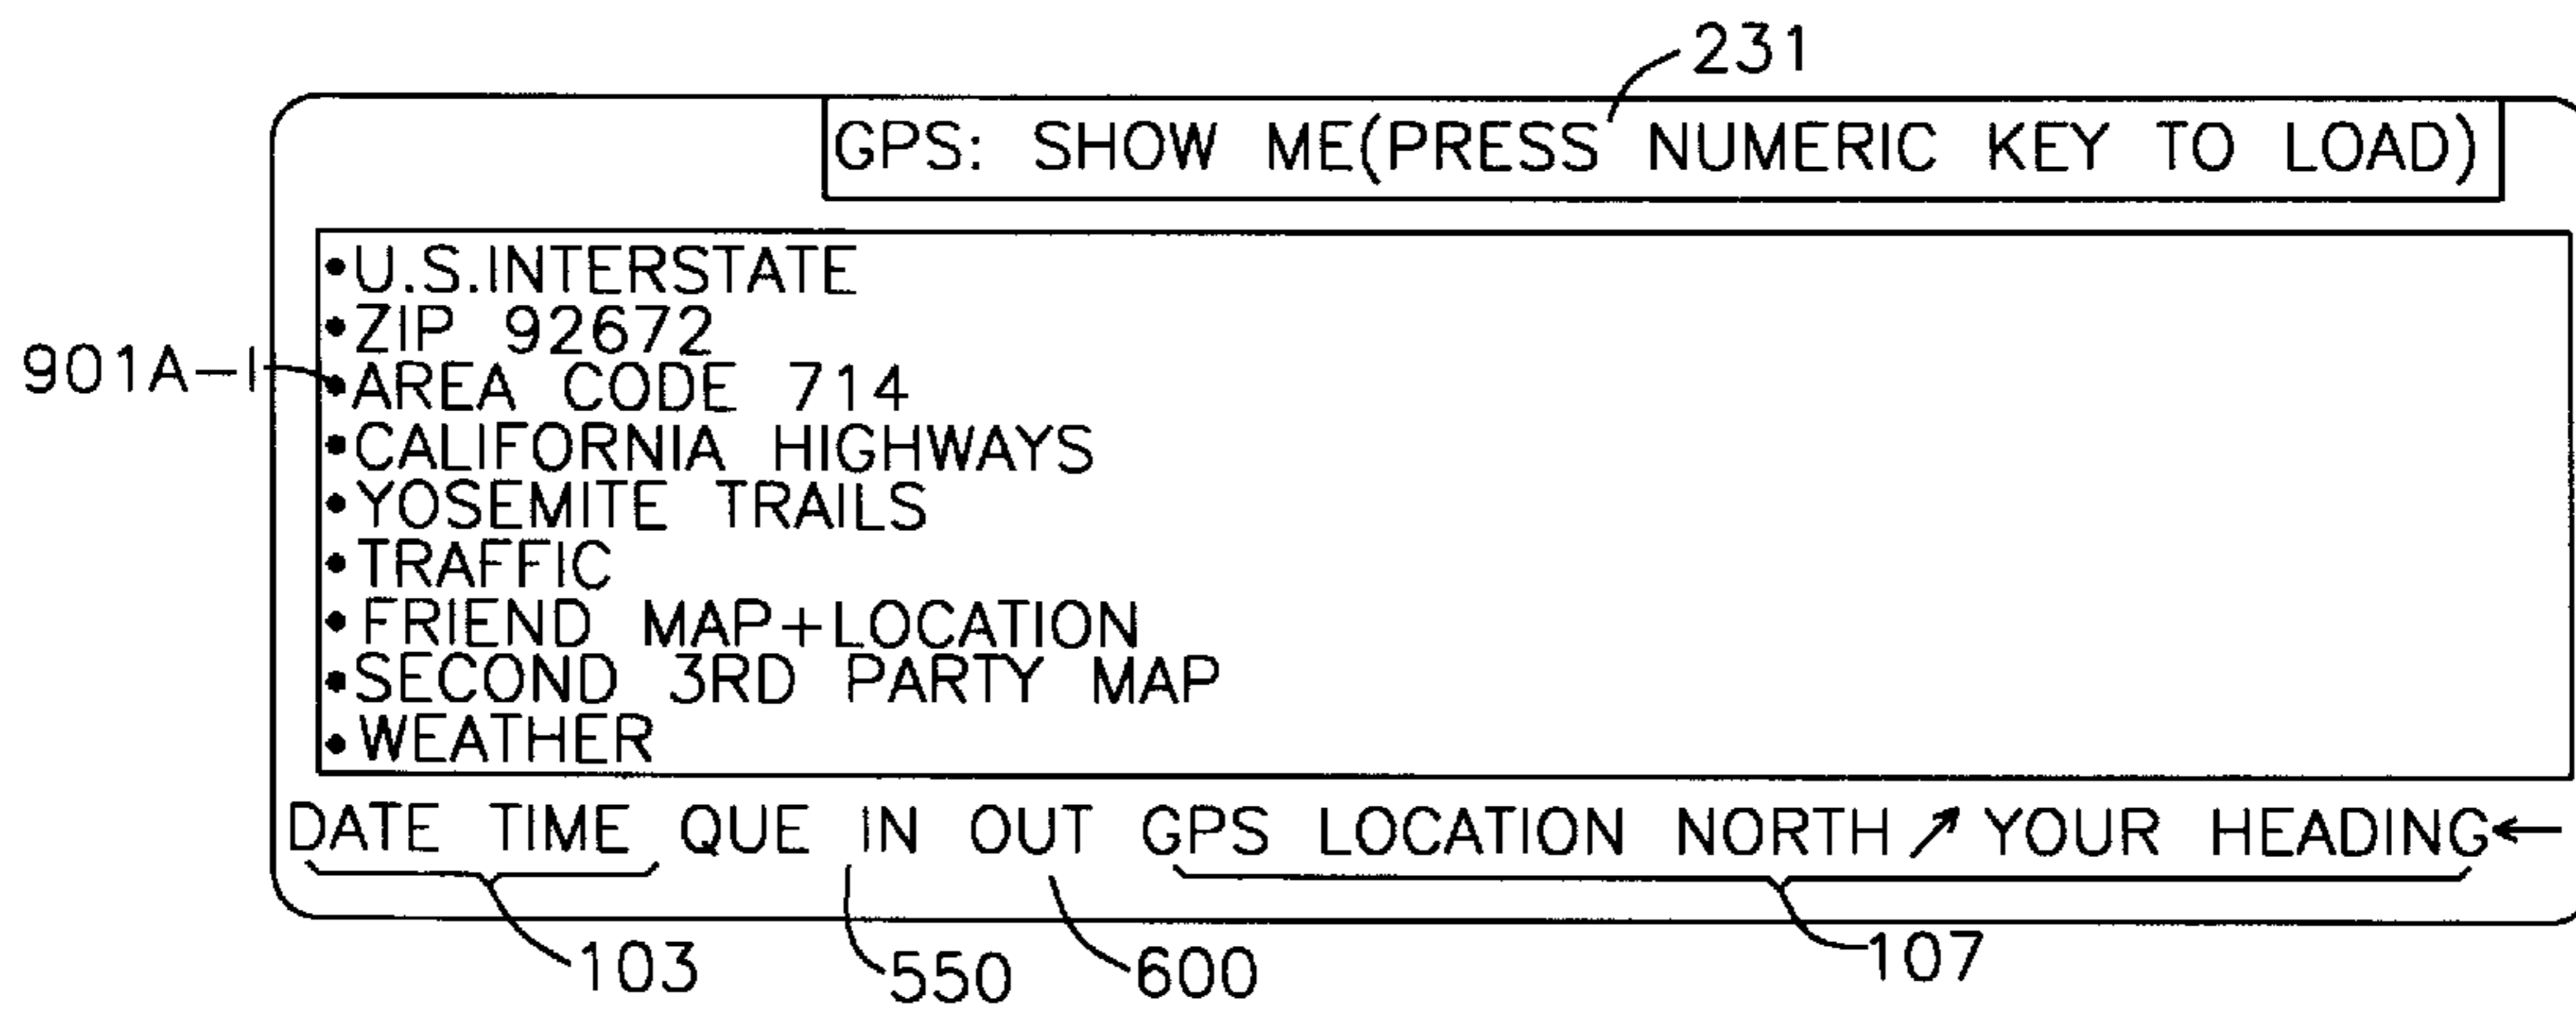 231
GPS: SHOW ME(PRESS NUMERIC KEY TO LOAD)
•U.S.INTERSTATE
•ZIP 92672
901A-I
•AREA CODE 714
•CALIFORNIA HIGHWAYS
•YOSEMITE TRAILS
•TRAFFIC
•FRIEND MAP+LOCATION
•SECOND 3RD PARTY MAP
•WEATHER
DATE TIME QUE IN OUT GPS LOCATION NORTH↗YOUR HEADING←
103
550
600
107